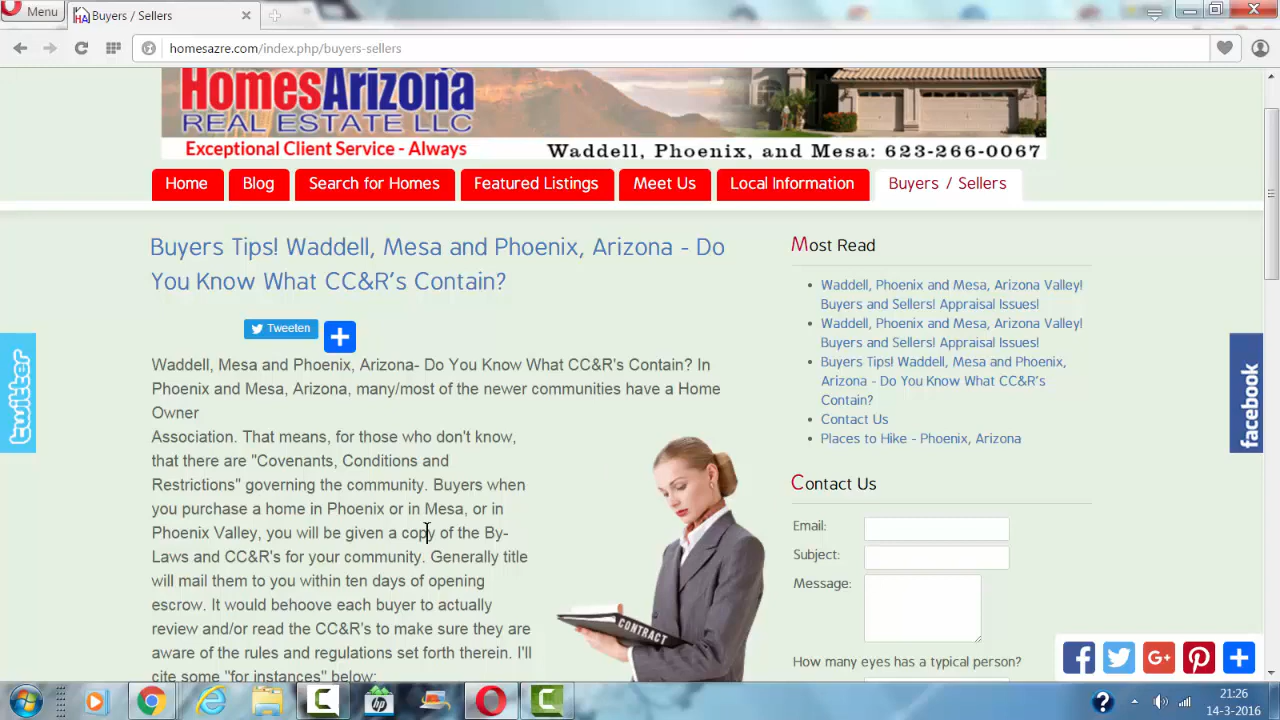 Menu
Buyers / Sellers
homesazre.com/index.php/buyers-sellers
HomesArizona
REAL ESTATE LLC
Exceptional Client Service - Always
Waddell, Phoenix, and Mesa: 623-266-0067
Home
Blog
Search for Homes
Featured Listings
Meet Us
Local Information
Buyers / Sellers
Buyers Tips! Waddell, Mesa and Phoenix, Arizona - Do
You Know What CC&R's Contain?
Tweeten
Waddell, Mesa and Phoenix, Arizona- Do You Know What CC&R's Contain? In
Phoenix and Mesa, Arizona, many/most of the newer communities have a Home
Owner
Association. That means, for those who don't know,
that there are "Covenants, Conditions and
Restrictions" governing the community. Buyers when
you purchase a home in Phoenix or in Mesa, or in
Phoenix Valley, you will be given a copy of the By-
Laws and CC&R's for your community. Generally title
will mail them to you within ten days of opening
escrow. It would behoove each buyer to actually
review and/or read the CC&R's to make sure they are
aware of the rules and regulations set forth therein. I'll
cite some "for instances" below:
CONTRACT
Most Read
Waddell, Phoenix and Mesa, Arizona Valley!
Buyers and Sellers! Appraisal Issues!
Waddell, Phoenix and Mesa, Arizona Valley!
Buyers and Sellers! Appraisal Issues!
Buyers Tips! Waddell, Mesa and Phoenix,
Arizona - Do You Know What CC&R's
Contain?
Contact Us
Places to Hike - Phoenix, Arizona
Contact Us
Email:
Subject:
Message:
How many eyes has a typical person?
twitter
facebook
21:26
14-3-2016